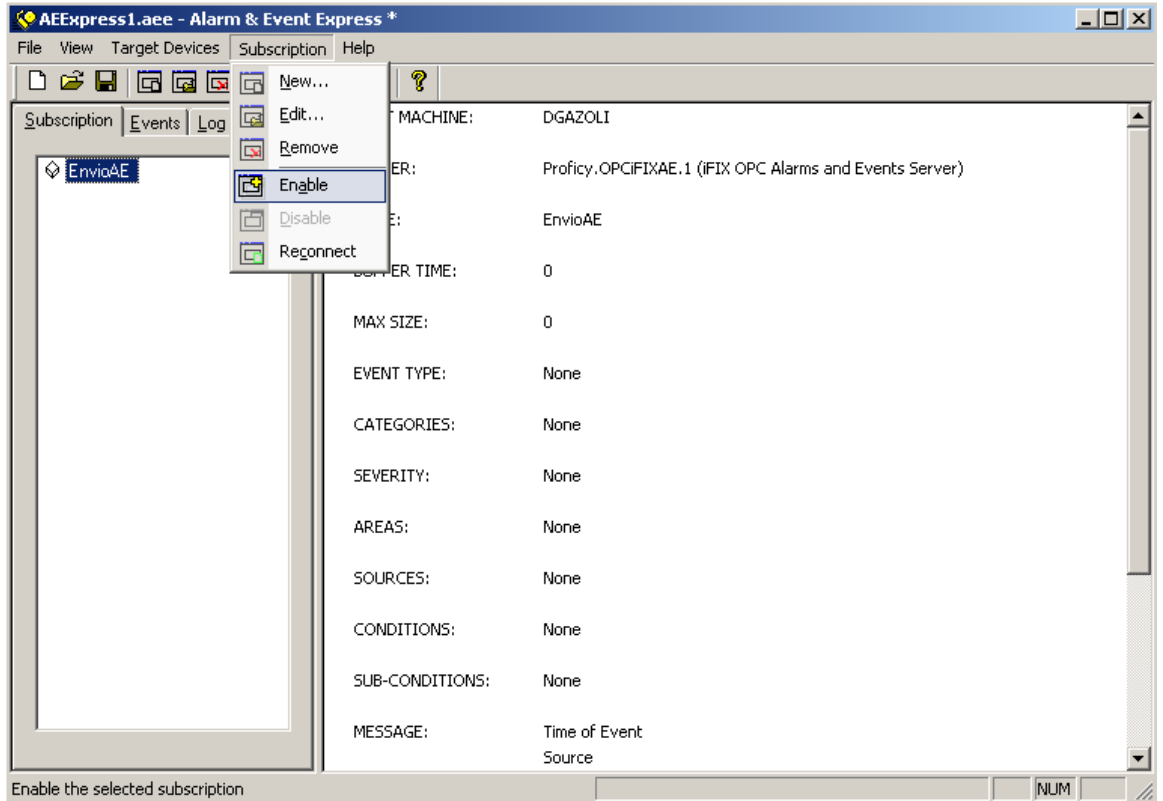 AEExpress1.aee - Alarm & Event Express *
File View Target Devices Subscription Help
New...
Edit...
Remove
Enable
Disable
Reconnect
Subscription Events Log
EnvioAE
MACHINE: DGAZOLI
ER: Proficy.OPCiFIXAE.1 (iFIX OPC Alarms and Events Server)
E: EnvioAE
ER TIME: 0
MAX SIZE: 0
EVENT TYPE: None
CATEGORIES: None
SEVERITY: None
AREAS: None
SOURCES: None
CONDITIONS: None
SUB-CONDITIONS: None
MESSAGE: Time of Event
Source
Enable the selected subscription NUM